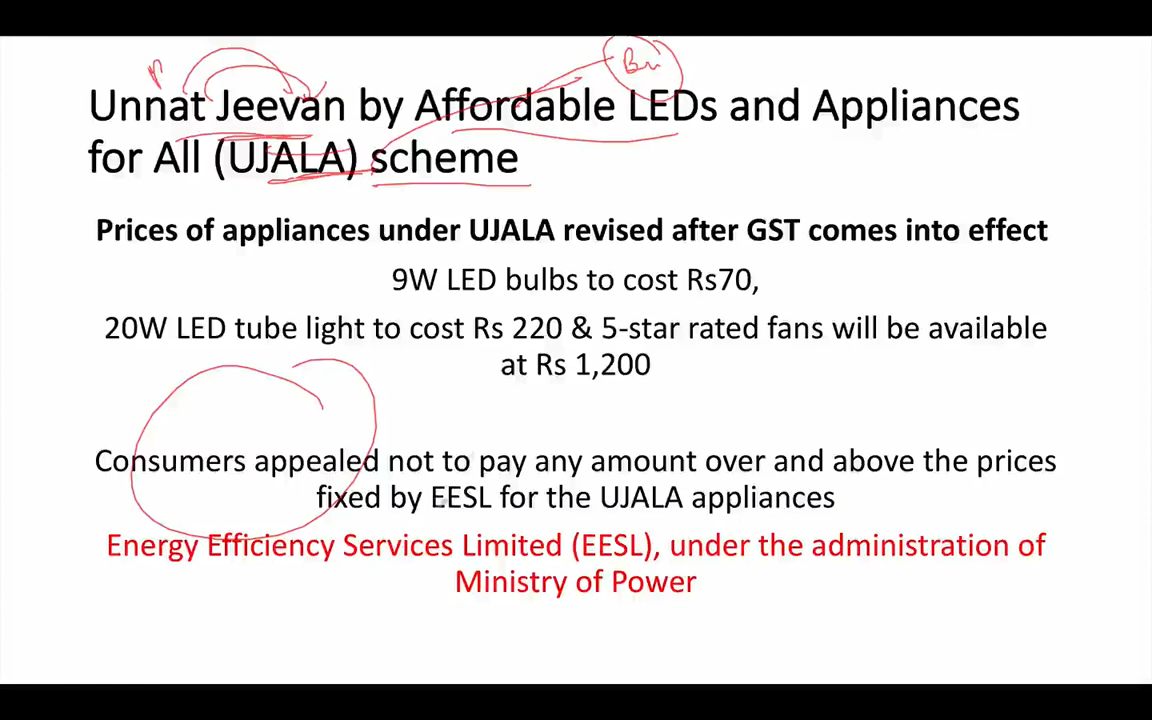 Unnat Jeevan by Affordable LEDs and Appliances
for All (UJALA) scheme
Prices of appliances under UJALA revised after GST comes into effect
9W LED bulbs to cost Rs70,
20W LED tube light to cost Rs 220 & 5-star rated fans will be available
at Rs 1,200
Consumers appealed not to pay any amount over and above the prices
fixed by EESL for the UJALA appliances
Energy Efficiency Services Limited (EESL), under the administration of
Ministry of Power